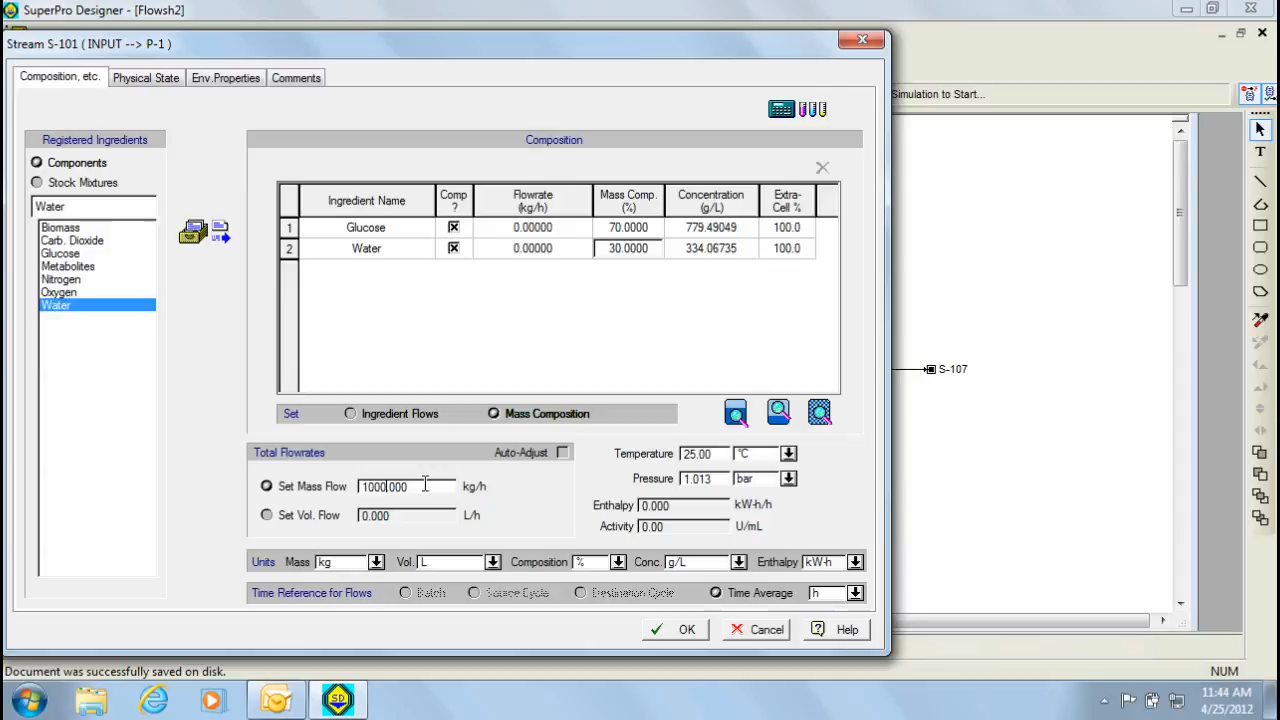 SuperPro Designer - [Flowsh2]
Stream S-101 ( INPUT --> P-1 )
Composition, etc.
Physical State
Env.Properties
Comments
Simulation to Start...
Registered Ingredients
Composition
Components
Stock Mixtures
Water
Biomass
Carb. Dioxide
Glucose
Metabolites
Nitrogen
Oxygen
Water
Ingredient Name
Comp ?
Flowrate (kg/h)
Mass Comp. (%)
Concentration (g/L)
Extra-Cell %
1 Glucose 0.00000 70.0000 779.49049 100.0
2 Water 0.00000 30.0000 334.06735 100.0
S-107
Set Ingredient Flows Mass Composition
Total Flowrates Auto-Adjust
Set Mass Flow 1000.000 kg/h
Set Vol. Flow 0.000 L/h
Temperature 25.00 °C
Pressure 1.013 bar
Enthalpy 0.000 kW-h/h
Activity 0.00 U/mL
Units Mass kg Vol. L Composition % Conc. g/L Enthalpy kW-h
Time Reference for Flows Batch Source Cycle Destination Cycle Time Average h
OK Cancel Help
Document was successfully saved on disk.
NUM
SD
11:44 AM
4/25/2012